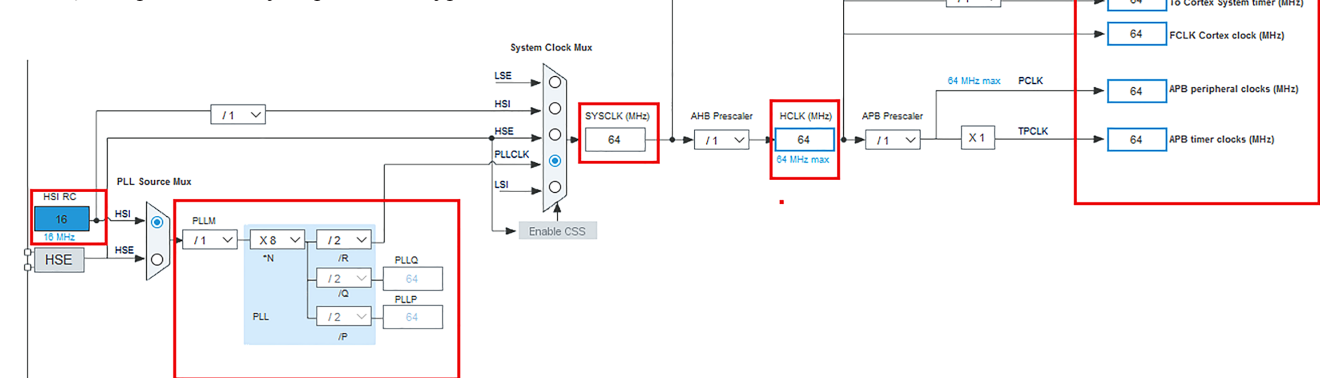 / 1
64
To Cortex System timer (MHz)
64
FCLK Cortex clock (MHz)
System Clock Mux
LSE
HSI
/ 1
64 MHz max
PCLK
64
APB peripheral clocks (MHz)
SYSCLK (MHz)
AHB Prescaler
HCLK (MHz)
APB Prescaler
HSE
64
/ 1
64
/ 1
X 1
TPCLK
64
APB timer clocks (MHz)
64 MHz max
PLLCLK
LSI
PLL Source Mux
HSI RC
16
16 MHz
HSI
HSE
HSE
PLLM
/ 1
X 8
*N
/ 2
/R
Enable CSS
PLLQ
/ 2
64
/Q
PLLP
PLL
/ 2
64
/P